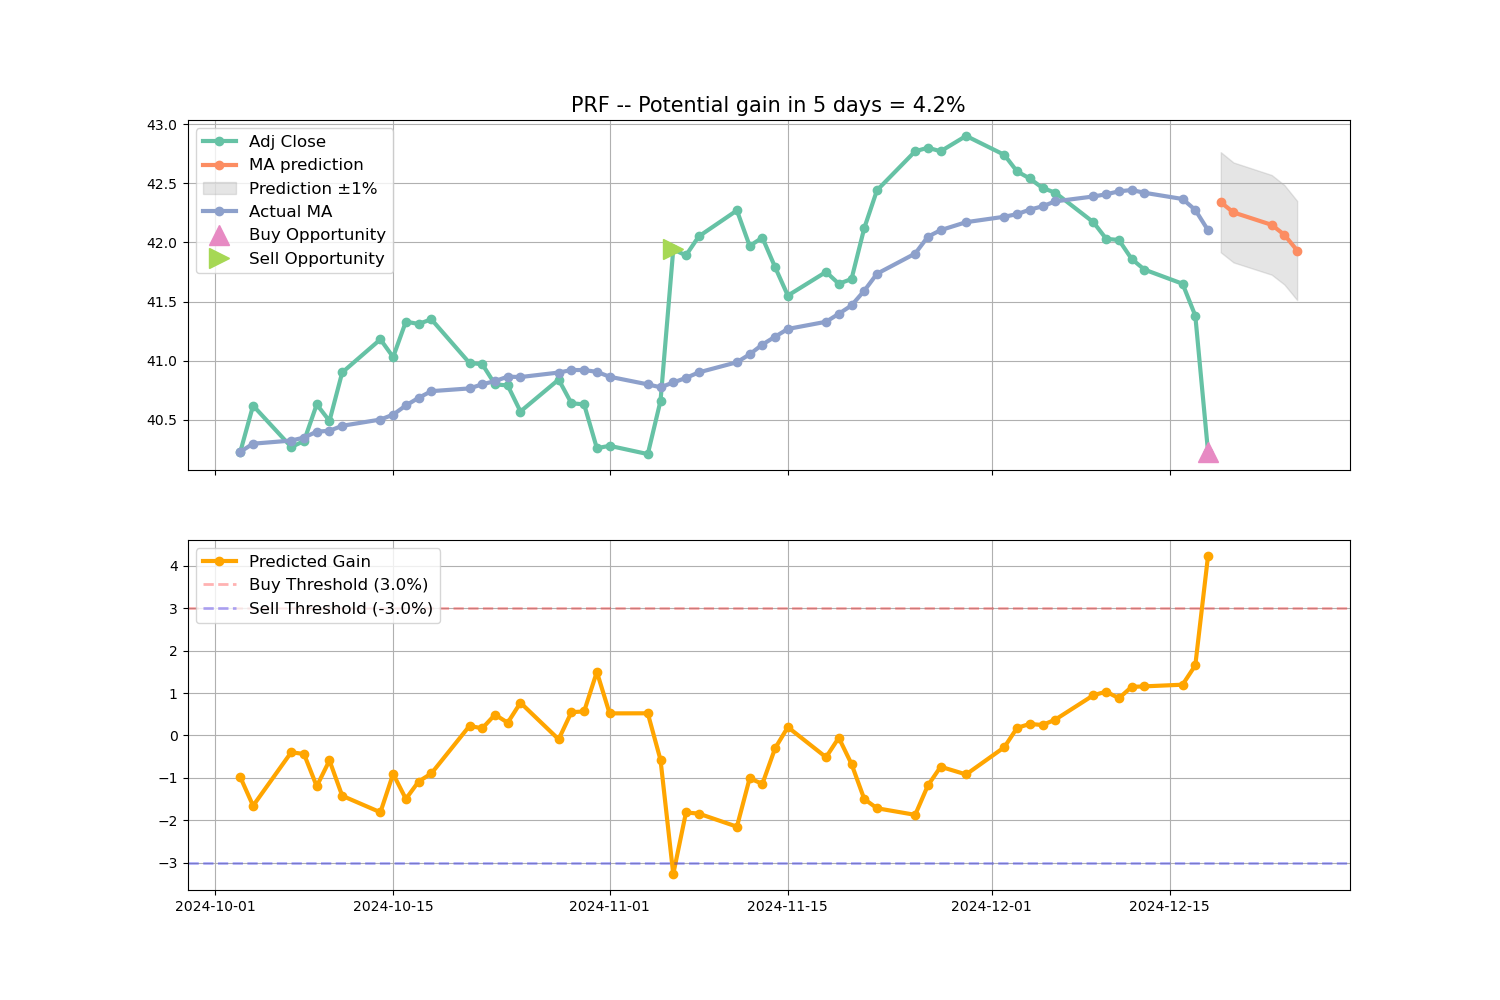 PRF -- Potential gain in 5 days = 4.2%
43.0
42.5
42.0
41.5
41.0
40.5
Adj Close
MA prediction
Prediction ±1%
Actual MA
Buy Opportunity
Sell Opportunity
4
3
2
1
0
−1
−2
−3
Predicted Gain
Buy Threshold (3.0%)
Sell Threshold (-3.0%)
2024-10-01
2024-10-15
2024-11-01
2024-11-15
2024-12-01
2024-12-15